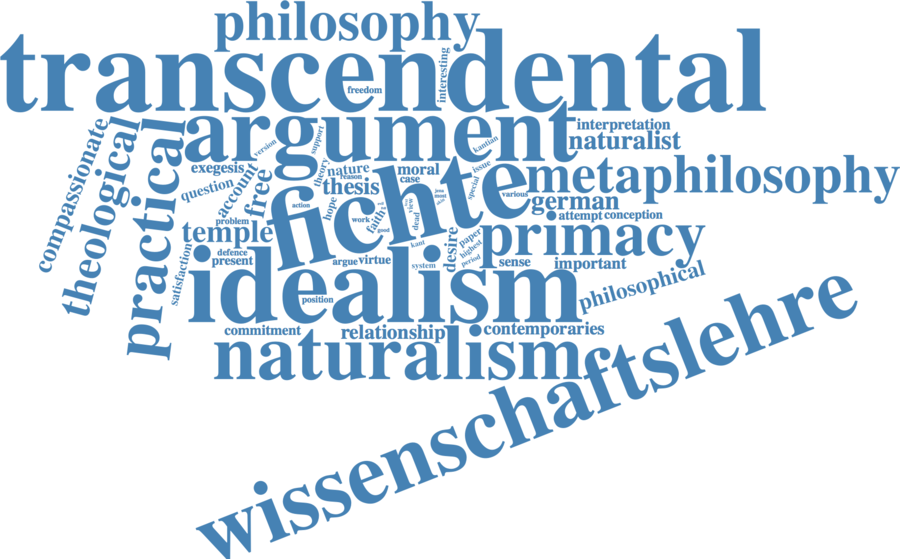 philosophy
transcendental
interesting
freedom
argument
interpretation
naturalist
kantian
support
version
compassionate
theological
practical
exegesis
question
account
free
theory
nature
reason
thesis
moral
case
issue
special
various
metaphilosophy
german
attempt
conception
fichte
hope
action
work
faith
good
view
dead
most
kant
problem
temple
defence
present
satisfaction
argue
virtue
system
desire
paper
highest
period
primacy
sense
important
idealism
position
philosophical
commitment
relationship
contemporaries
naturalism
wissenschaftslehre